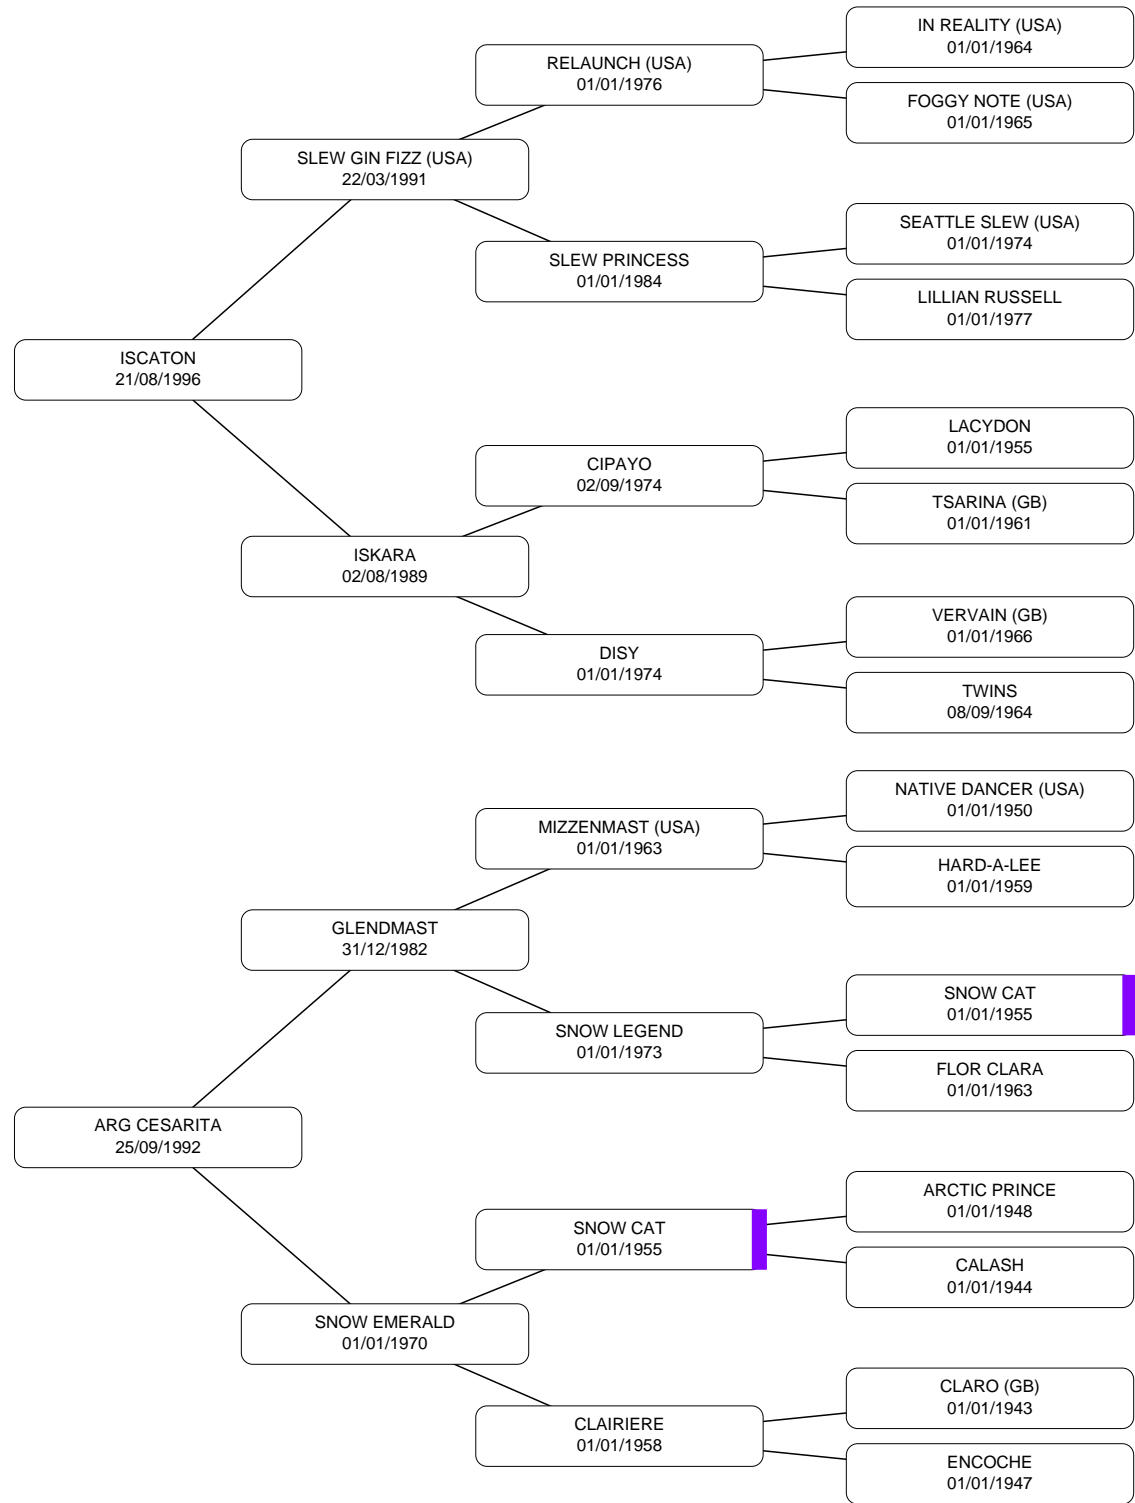 IN REALITY (USA)
01/01/1964
RELAUNCH (USA)
01/01/1976
FOGGY NOTE (USA)
01/01/1965
SLEW GIN FIZZ (USA)
22/03/1991
SEATTLE SLEW (USA)
01/01/1974
SLEW PRINCESS
01/01/1984
LILLIAN RUSSELL
01/01/1977
ISCATON
21/08/1996
LACYDON
01/01/1955
CIPAYO
02/09/1974
TSARINA (GB)
01/01/1961
ISKARA
02/08/1989
VERVAIN (GB)
01/01/1966
DISY
01/01/1974
TWINS
08/09/1964
NATIVE DANCER (USA)
01/01/1950
MIZZENMAST (USA)
01/01/1963
HARD-A-LEE
01/01/1959
GLENDMAST
31/12/1982
SNOW CAT
01/01/1955
SNOW LEGEND
01/01/1973
FLOR CLARA
01/01/1963
ARG CESARITA
25/09/1992
ARCTIC PRINCE
01/01/1948
SNOW CAT
01/01/1955
CALASH
01/01/1944
SNOW EMERALD
01/01/1970
CLARO (GB)
01/01/1943
CLAIRIERE
01/01/1958
ENCOCHE
01/01/1947